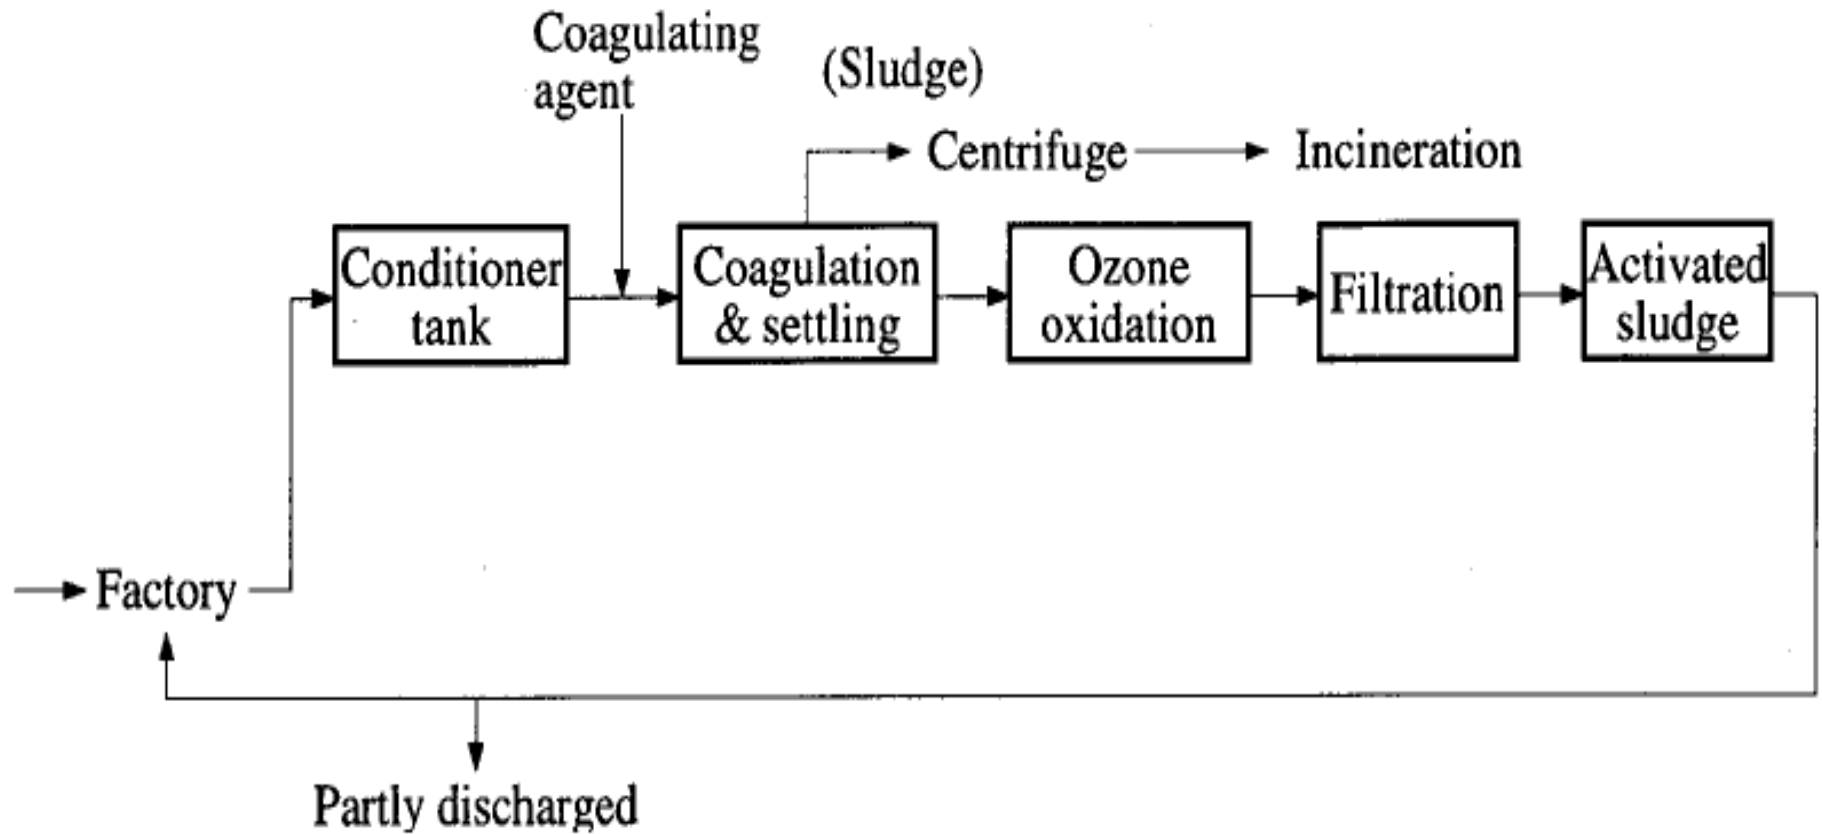 Coagulating
agent
(Sludge)
Centrifuge
Incineration
Conditioner
tank
Coagulation
& settling
Ozone
oxidation
Filtration
Activated
sludge
Factory
Partly discharged